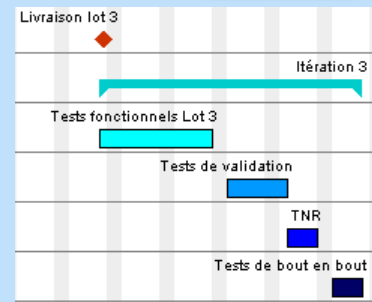 Livraison lot 3
Itération 3
Tests fonctionnels Lot 3
Tests de validation
TNR
Tests de bout en bout